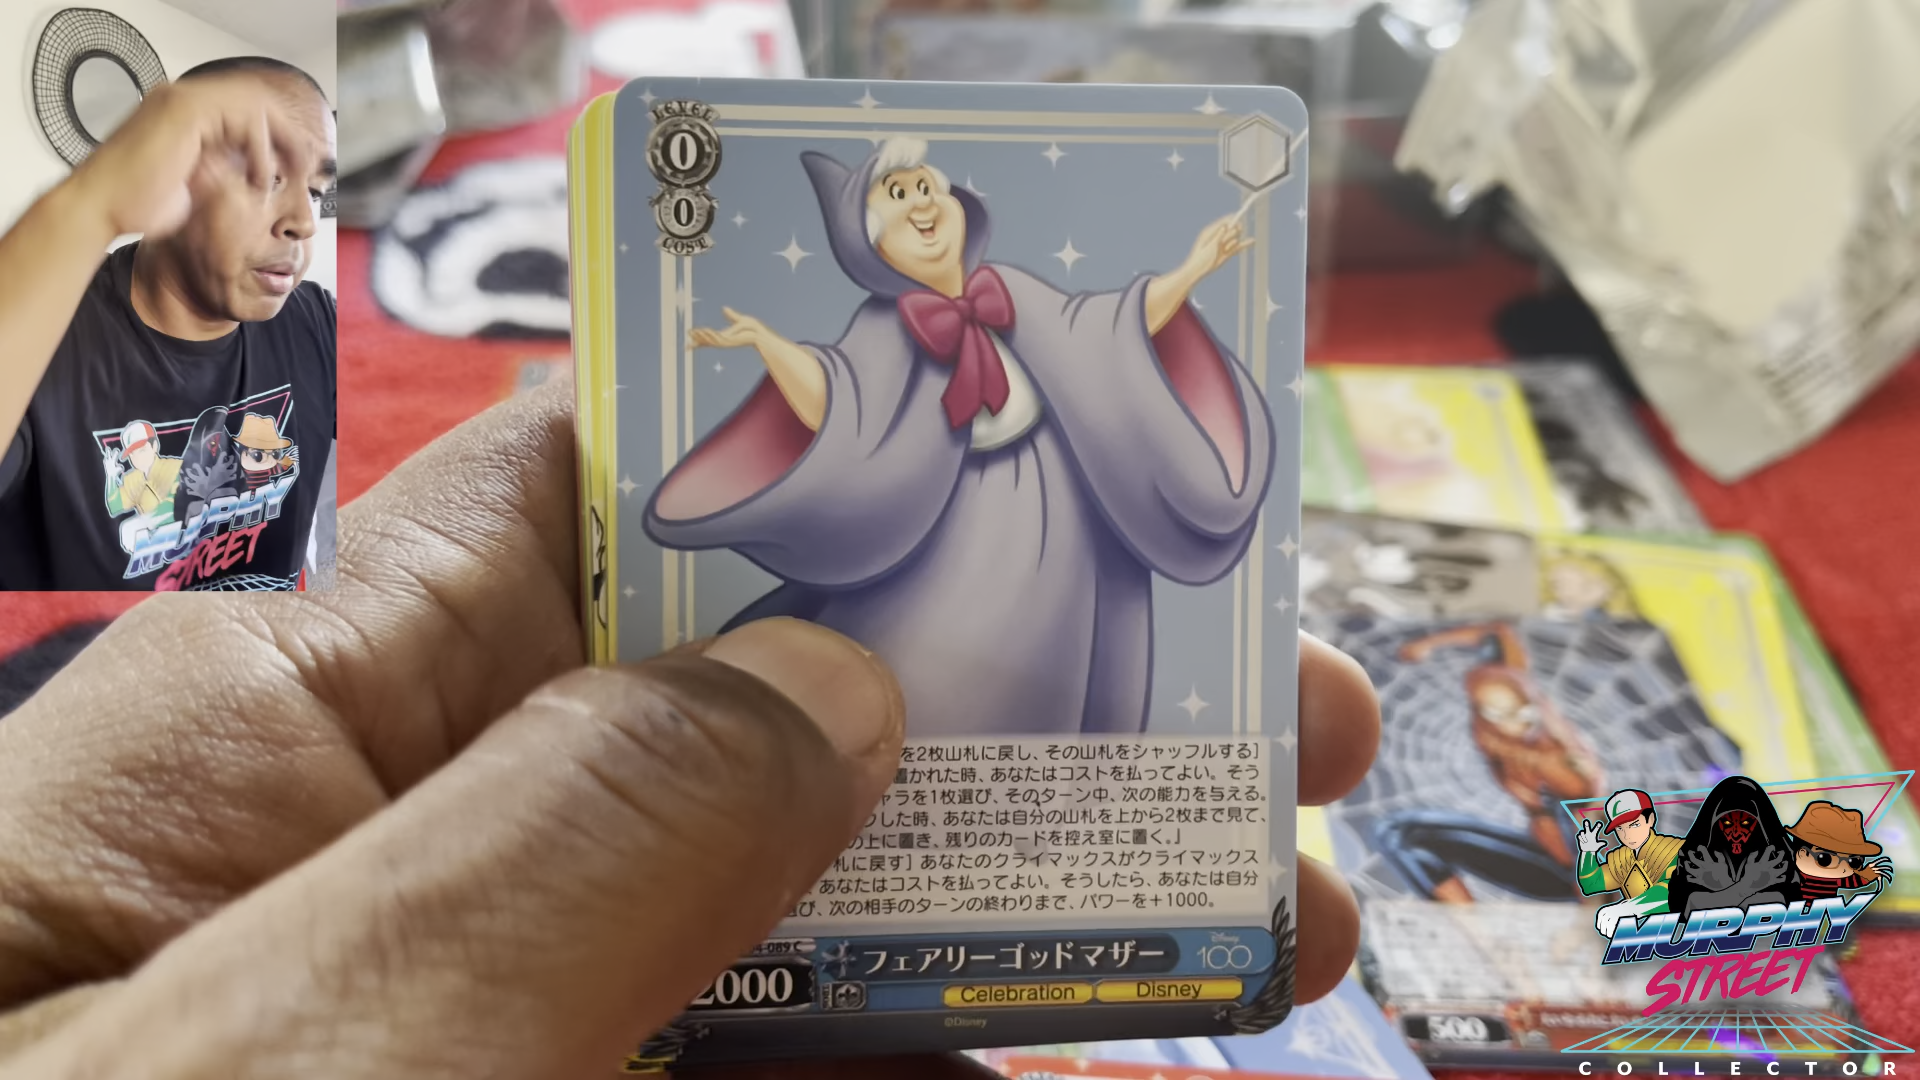 LEVEL
0
0
COST
を2枚山札に戻し、その山札をシャッフルする]
置かれた時、あなたはコストを払ってよい。そう
ャラを1枚選び、そのターン中、次の能力を与える。
した時、あなたは自分の山札を上から2枚まで見て、
の上に置き、残りのカードを控え室に置く。」
札に戻す] あなたのクライマックスがクライマックス
、あなたはコストを払ってよい。そうしたら、あなたは自分
び、次の相手のターンの終わりまで、パワーを+1000。
04-089 C
フェアリーゴッドマザー
Disney 100
2000
Celebration Disney
©Disney
500
MURPHY
STREET
MURPHY
STREET
COLLECTOR